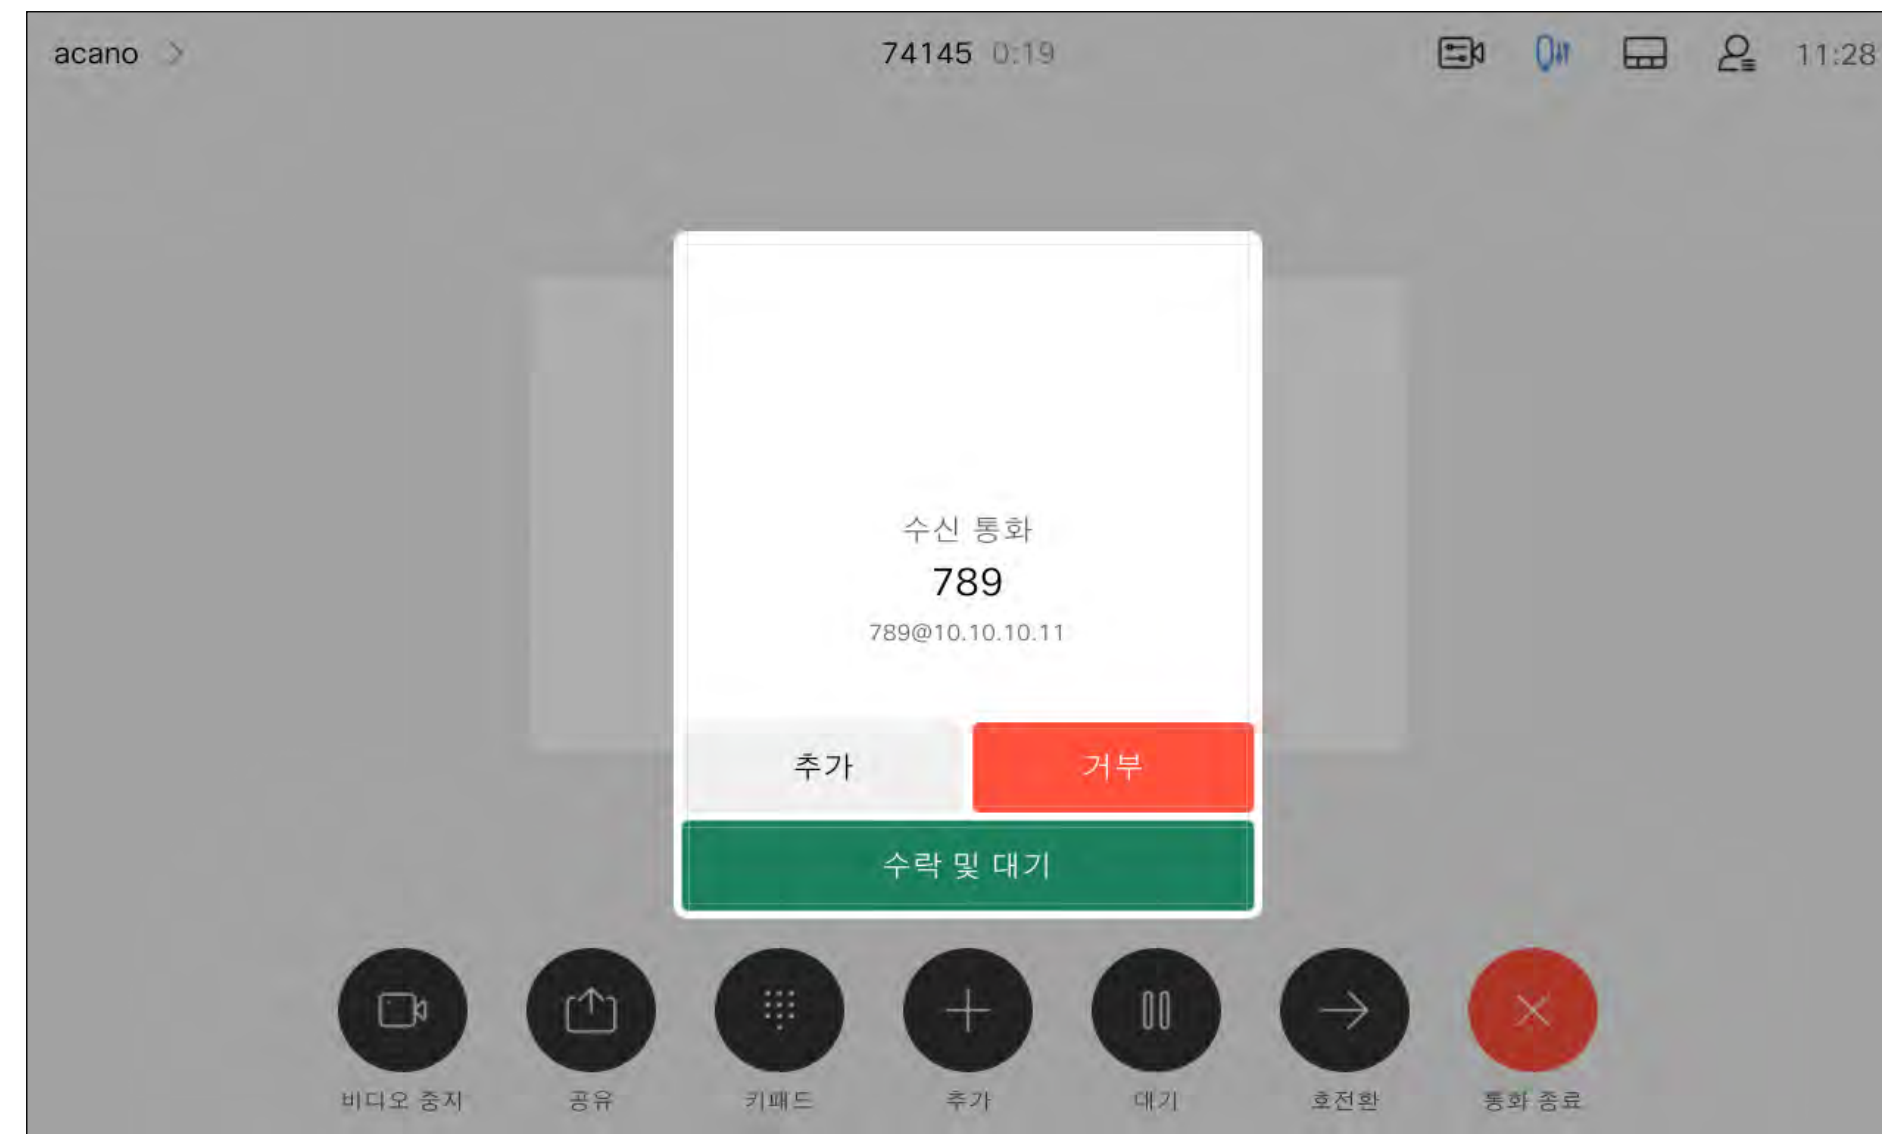 acano
74145 0:19
11:28
수신 통화
789
789@10.10.10.11
추가
거부
수락 및 대기
비디오 중지
공유
키패드
추가
대기
호전환
통화 종료